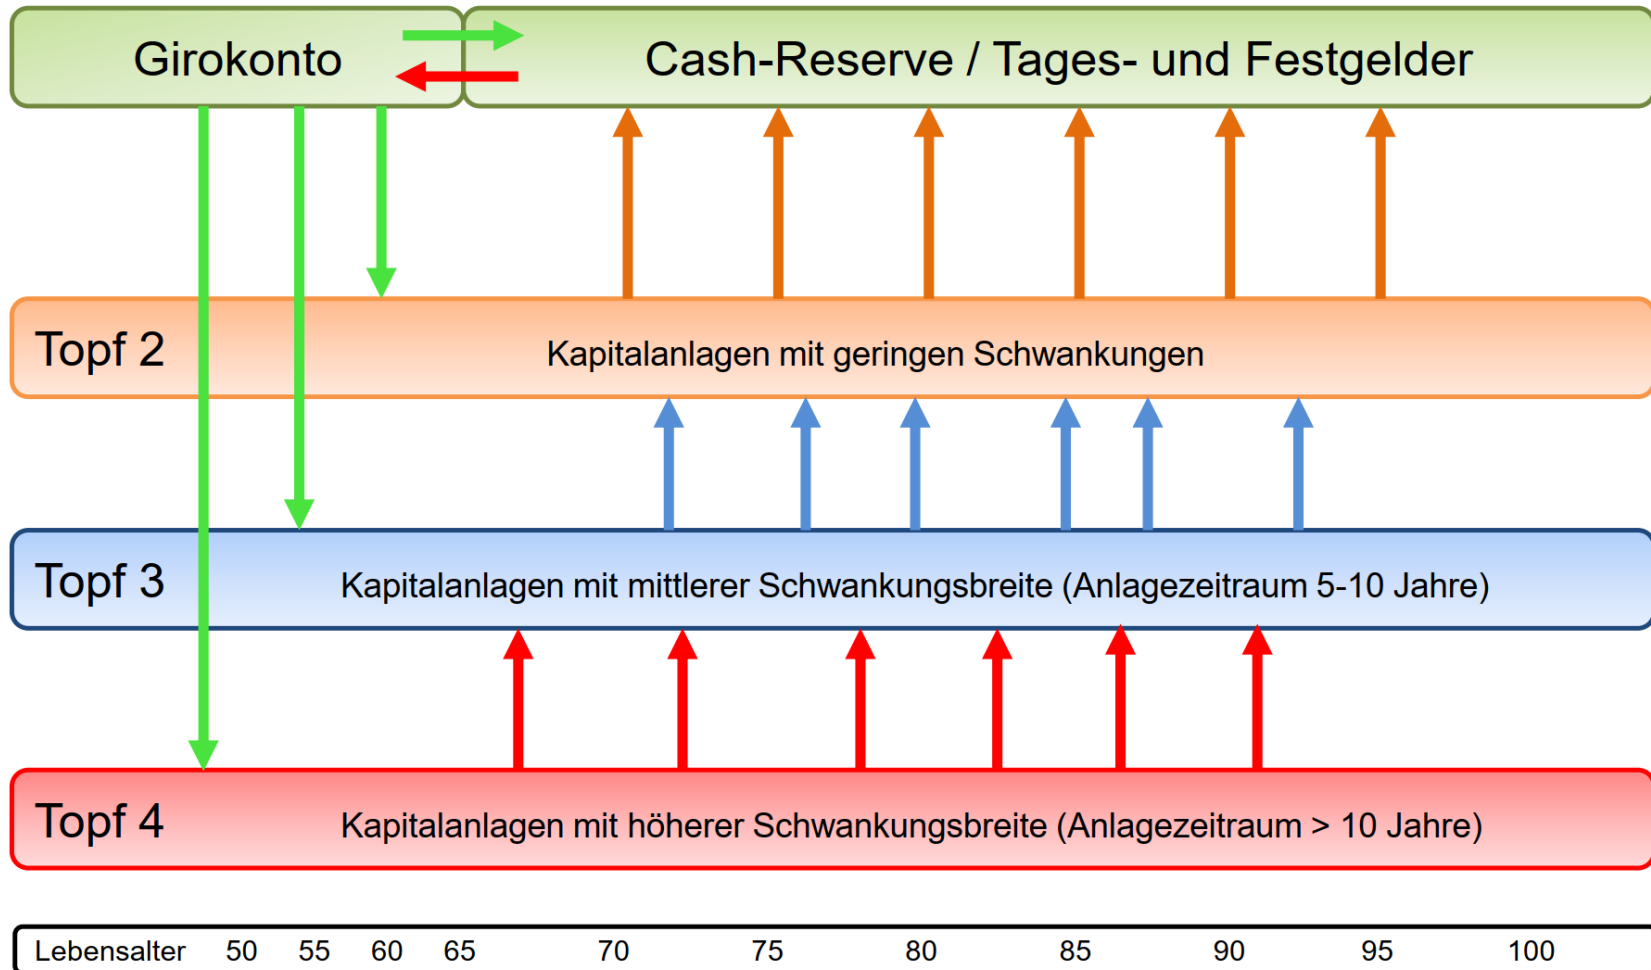 Girokonto
Cash-Reserve / Tages- und Festgelder
Topf 2
Kapitalanlagen mit geringen Schwankungen
Topf 3
Kapitalanlagen mit mittlerer Schwankungsbreite (Anlagezeitraum 5-10 Jahre)
Topf 4
Kapitalanlagen mit höherer Schwankungsbreite (Anlagezeitraum > 10 Jahre)
Lebensalter 50 55 60 65 70 75 80 85 90 95 100